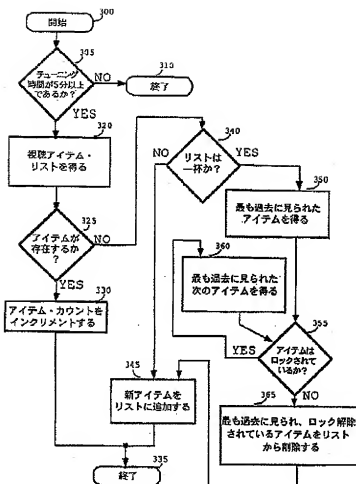 300
開始
305
チューニング
時間が5分以上
であるか？
NO
310
終了
YES
320
視聴アイテム・
リストを得る
325
アイテムが
存在するか
？
NO
YES
330
アイテム・カウントを
インクリメントする
340
リストは
一杯か？
NO
YES
350
最も過去に見られた
アイテムを得る
360
最も過去に見られた
次のアイテムを得る
355
アイテムは
ロックされて
いるか？
YES
NO
345
新アイテムを
リストに追加する
365
最も過去に見られ、ロック解除
されているアイテムをリスト
から削除する
335
終了